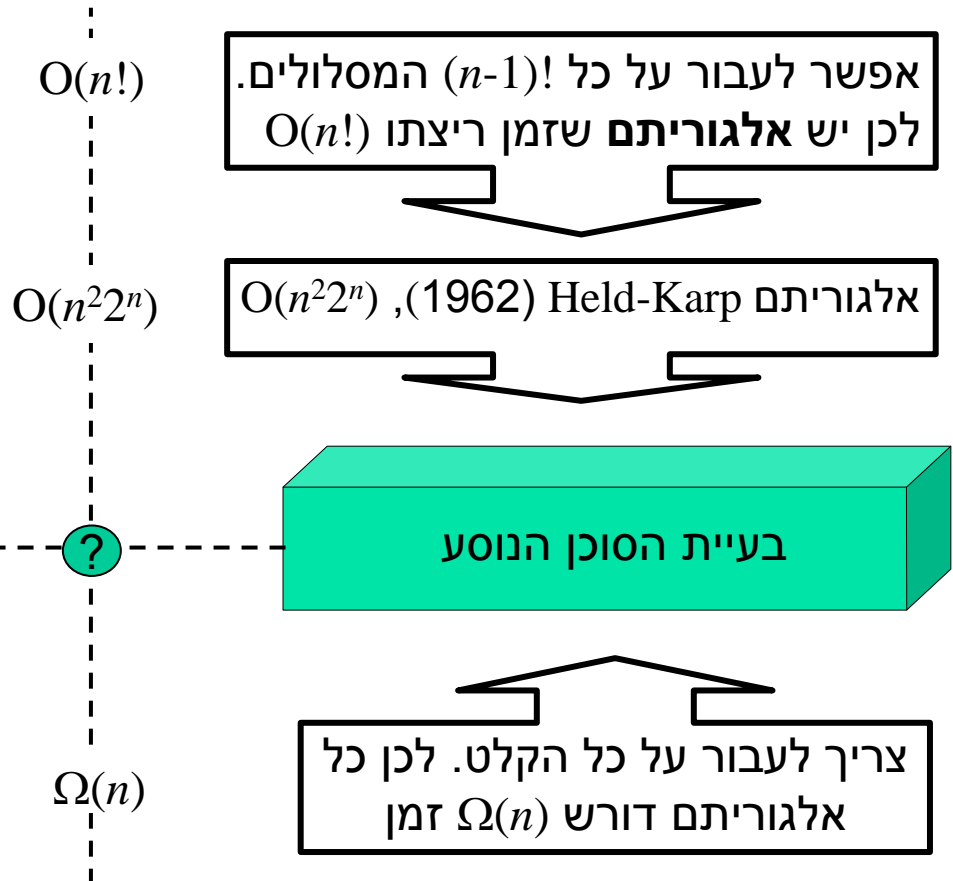 O(n!)
אפשר לעבור על כל (n-1)! המסלולים.
לכן יש אלגוריתם שזמן ריצתו O(n!)
O(n²2ⁿ)
אלגוריתם Held-Karp (1962), O(n²2ⁿ)
?
בעיית הסוכן הנוסע
Ω(n)
צריך לעבור על כל הקלט. לכן כל
אלגוריתם דורש Ω(n) זמן